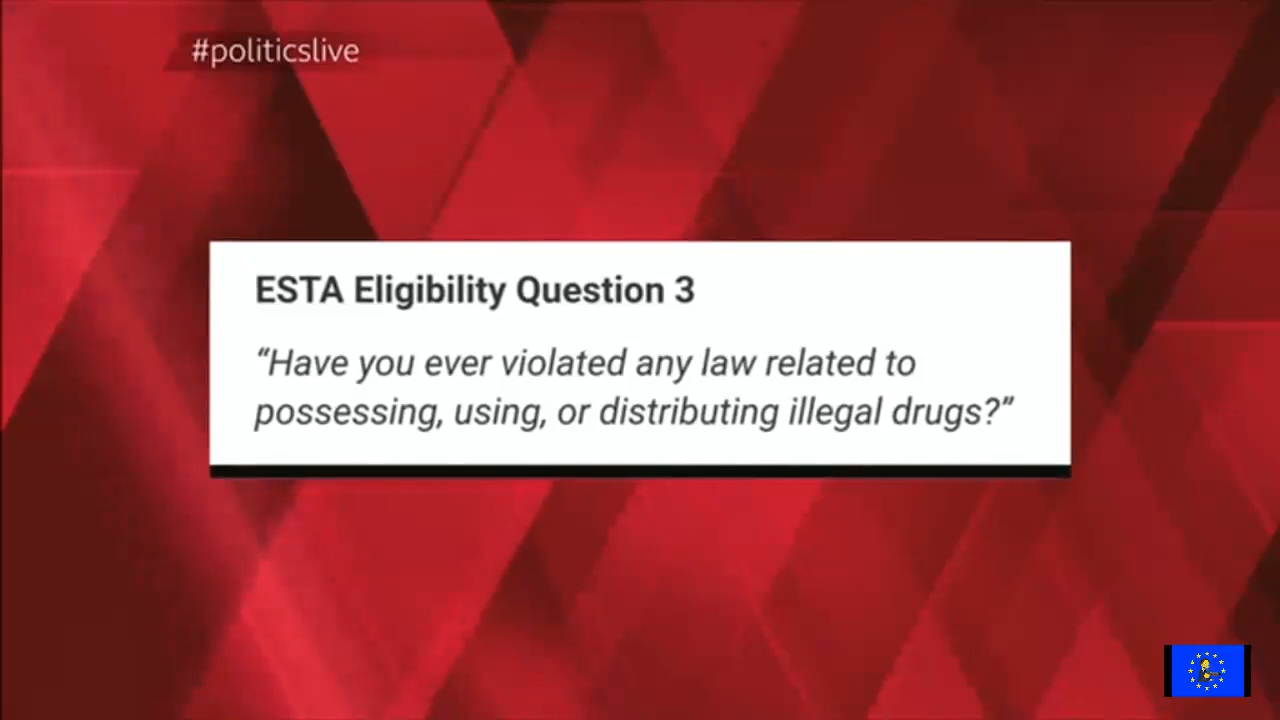 #politicslive
ESTA Eligibility Question 3
“Have you ever violated any law related to
possessing, using, or distributing illegal drugs?”